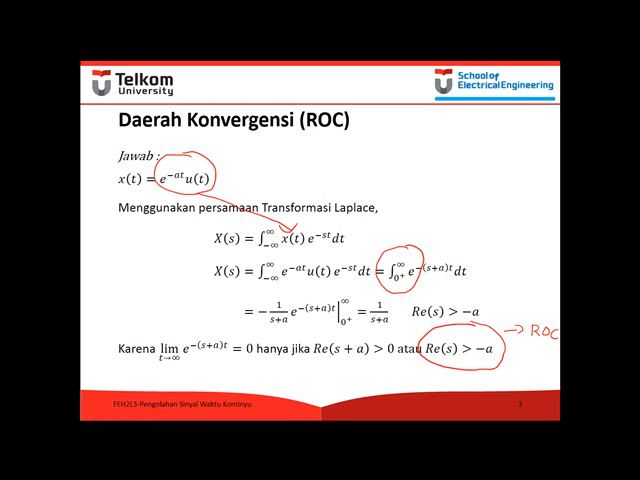 Telkom University
School of Electrical Engineering
Daerah Konvergensi (ROC)
Jawab :
x(t) = e^{−at}u(t)
Menggunakan persamaan Transformasi Laplace,
X(s) = ∫_{−∞}^{∞} x(t) e^{−st}dt
X(s) = ∫_{−∞}^{∞} e^{−at}u(t) e^{−st}dt = ∫_{0⁺}^{∞} e^{−(s+a)t}dt
= −\frac{1}{s+a} e^{−(s+a)t}|_{0⁺}^{∞} = \frac{1}{s+a} Re(s) > −a
→ ROC
Karena lim_{t→∞} e^{−(s+a)t} = 0 hanya jika Re(s + a) > 0 atau Re(s) > −a
FEH2L3-Pengolahan Sinyal Waktu Kontinyu 3